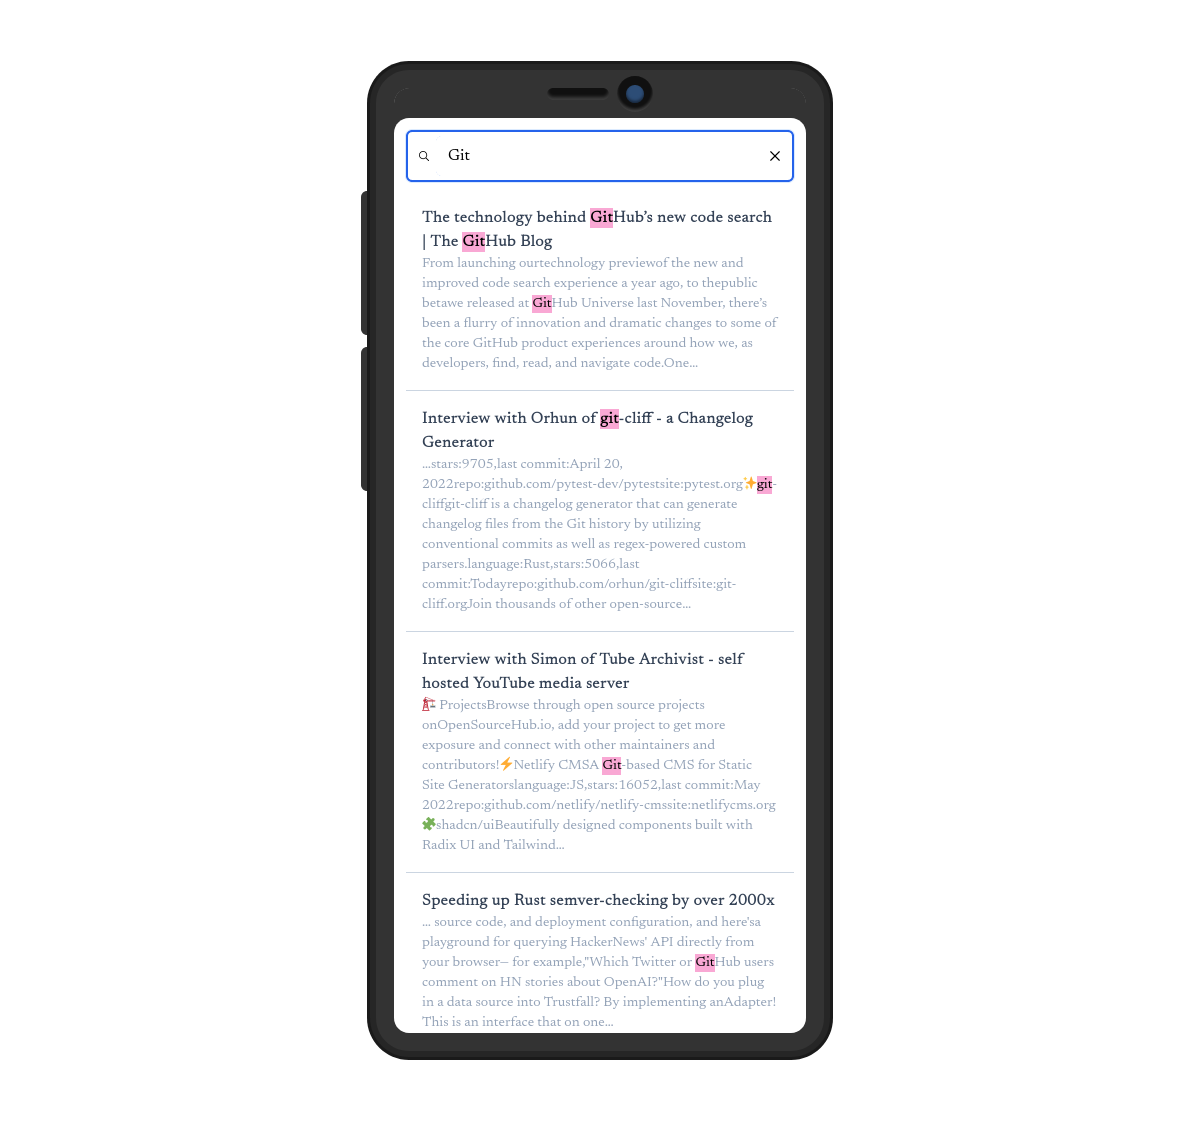 Git
The technology behind GitHub’s new code search
| The GitHub Blog
From launching ourtechnology previewof the new and
improved code search experience a year ago, to thepublic
betawe released at GitHub Universe last November, there’s
been a flurry of innovation and dramatic changes to some of
the core GitHub product experiences around how we, as
developers, find, read, and navigate code.One...
Interview with Orhun of git-cliff - a Changelog
Generator
...stars:9705,last commit:April 20,
2022repo:github.com/pytest-dev/pytestsite:pytest.org✨git-
cliffgit-cliff is a changelog generator that can generate
changelog files from the Git history by utilizing
conventional commits as well as regex-powered custom
parsers.language:Rust,stars:5066,last
commit:Todayrepo:github.com/orhun/git-cliffsite:git-
cliff.orgJoin thousands of other open-source...
Interview with Simon of Tube Archivist - self
hosted YouTube media server
🏗 ProjectsBrowse through open source projects
onOpenSourceHub.io, add your project to get more
exposure and connect with other maintainers and
contributors!⚡Netlify CMSA Git-based CMS for Static
Site Generatorslanguage:JS,stars:16052,last commit:May
2022repo:github.com/netlify/netlify-cmssite:netlifycms.org
🧩shadcn/uiBeautifully designed components built with
Radix UI and Tailwind...
Speeding up Rust semver-checking by over 2000x
... source code, and deployment configuration, and here'sa
playground for querying HackerNews' API directly from
your browser— for example,"Which Twitter or GitHub users
comment on HN stories about OpenAI?"How do you plug
in a data source into Trustfall? By implementing anAdapter!
This is an interface that on one...